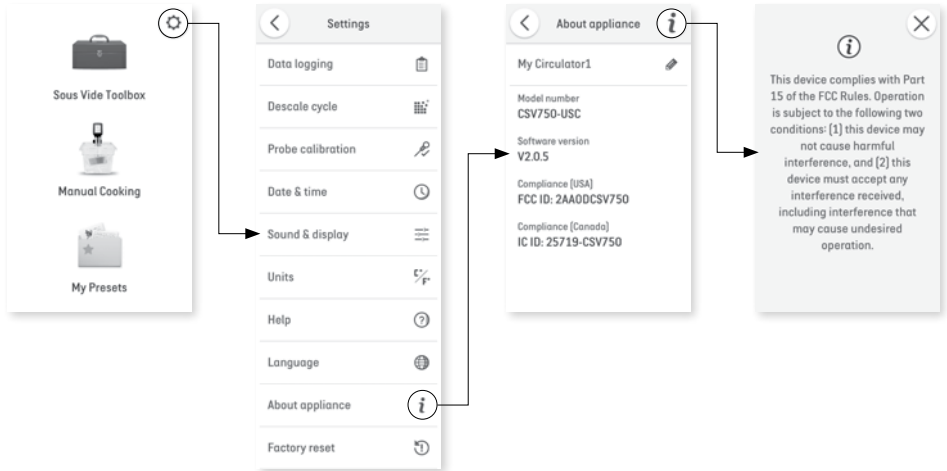 Sous Vide Toolbox
Manual Cooking
My Presets
Settings
Data logging
Descale cycle
Probe calibration
Date & time
Sound & display
Units
C°/F°
Help
Language
About appliance
Factory reset
About appliance
My Circulator1
Model number
CSV750-USC
Software version
V2.0.5
Compliance (USA)
FCC ID: 2AAODCSV750
Compliance (Canada)
IC ID: 25719-CSV750
This device complies with Part
15 of the FCC Rules. Operation
is subject to the following two
conditions: (1) this device may
not cause harmful
interference, and (2) this
device must accept any
interference received,
including interference that
may cause undesired
operation.